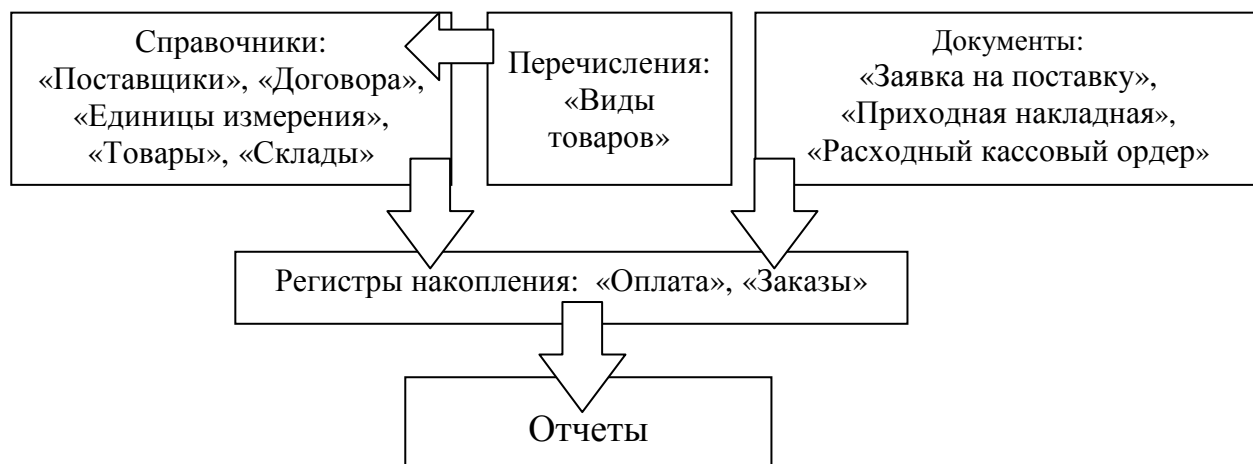 Справочники:
«Поставщики», «Договора»,
«Единицы измерения»,
«Товары», «Склады»
Перечисления:
«Виды
товаров»
Документы:
«Заявка на поставку»,
«Приходная накладная»,
«Расходный кассовый ордер»
Регистры накопления: «Оплата», «Заказы»
Отчеты